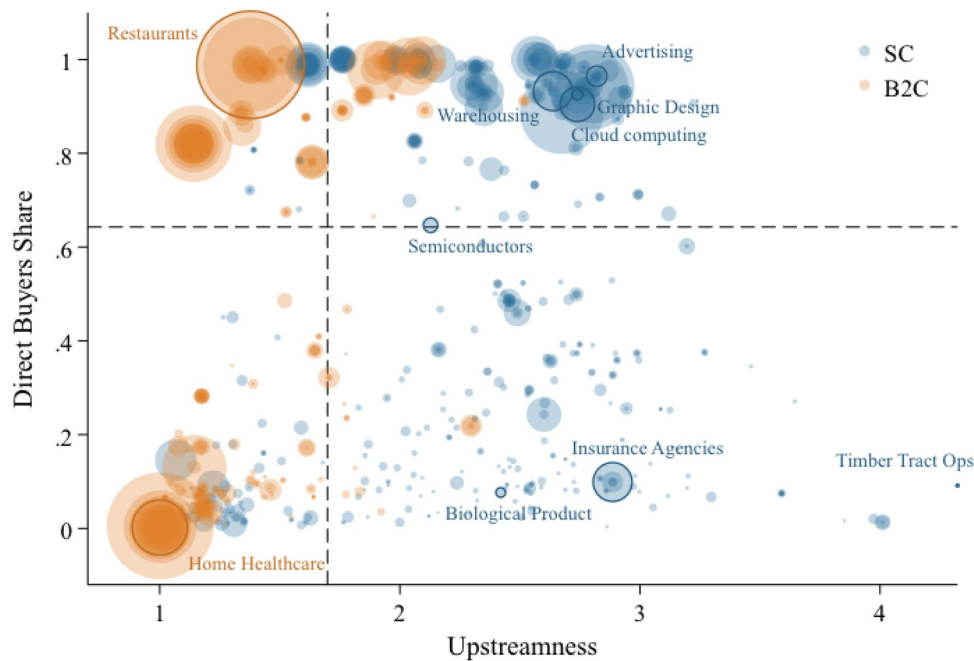 Restaurants
Advertising
SC
B2C
Warehousing
Graphic Design
Cloud computing
Semiconductors
Insurance Agencies
Timber Tract Ops
Biological Product
Home Healthcare
Direct Buyers Share
1
.8
.6
.4
.2
0
1
2
3
4
Upstreamness